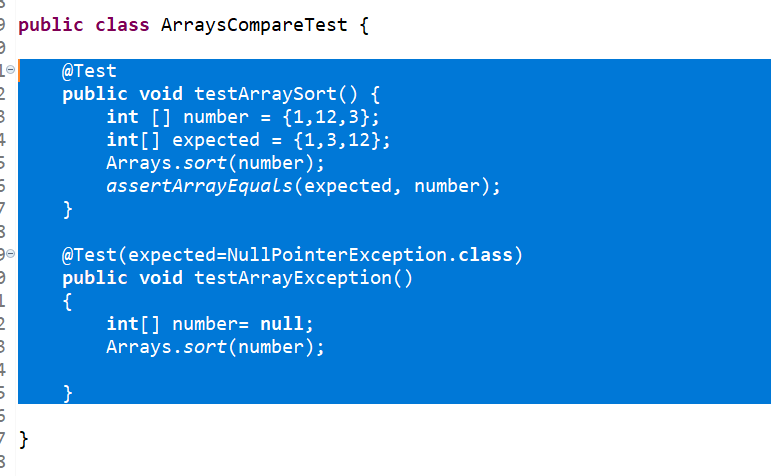 public class ArraysCompareTest {
@Test
public void testArraySort() {
int [] number = {1,12,3};
int[] expected = {1,3,12};
Arrays.sort(number);
assertArrayEquals(expected, number);
}
@Test(expected=NullPointerException.class)
public void testArrayException()
{
int[] number= null;
Arrays.sort(number);
}
}